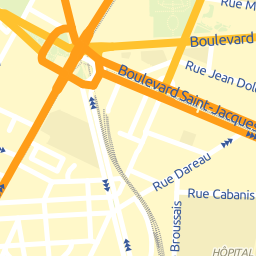 Rue M
Boulevard
Rue Jean Dol
Boulevard Saint-Jacques
Rue Dareau
Rue Cabanis
Broussais
HÔPITAL